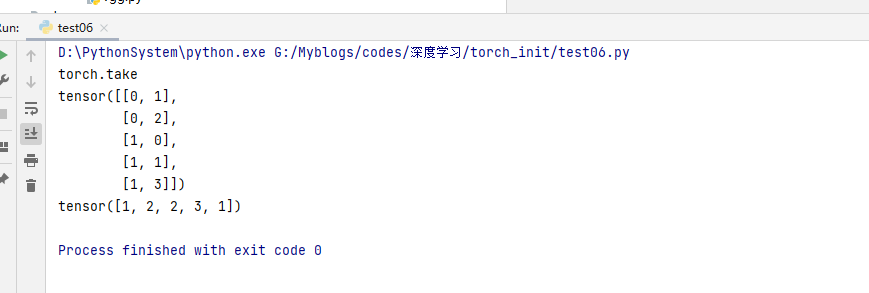 Run:
test06
D:\PythonSystem\python.exe G:/Myblogs/codes/深度学习/torch_init/test06.py
torch.take
tensor([[0, 1],
        [0, 2],
        [1, 0],
        [1, 1],
        [1, 3]])
tensor([1, 2, 2, 3, 1])
Process finished with exit code 0